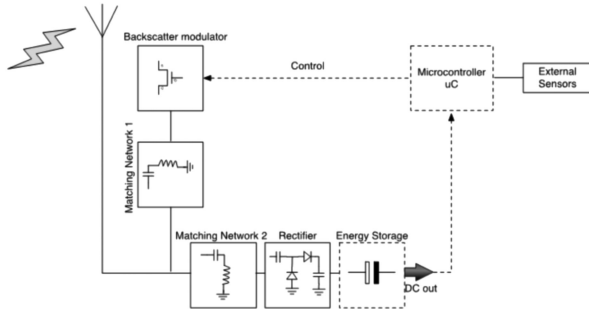 Backscatter modulator
Control
Microcontroller
uC
External
Sensors
Matching Network 1
Matching Network 2
Rectifier
Energy Storage
DC out